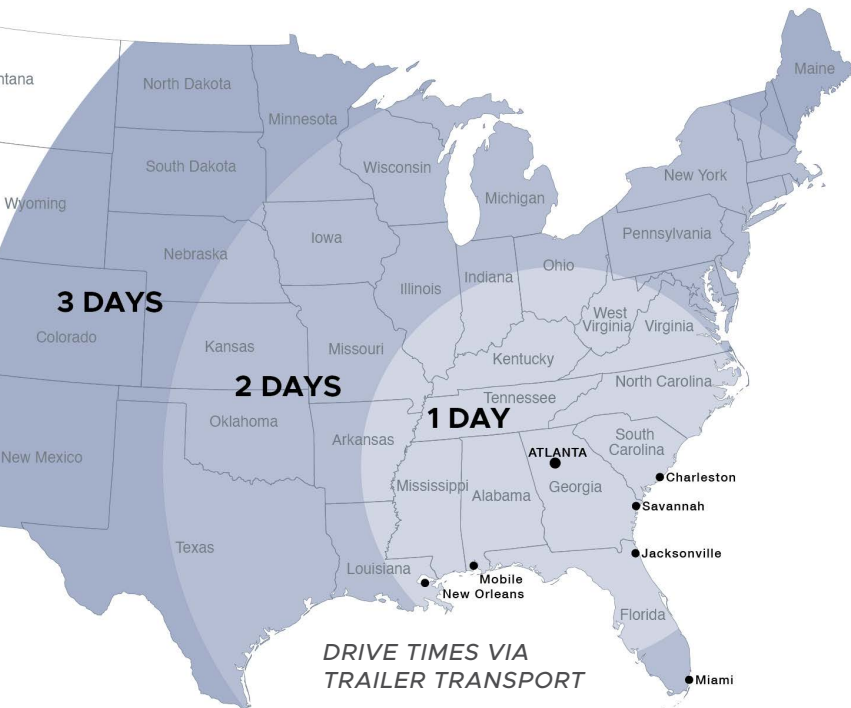 Maine
ntana
North Dakota
Minnesota
South Dakota
Wisconsin
New York
Michigan
Wyoming
Pennsylvania
Iowa
Nebraska
Ohio
Indiana
Illinois
3 DAYS
West
Virginia
Virginia
Colorado
Kansas
Missouri
Kentucky
2 DAYS
North Carolina
Tennessee
1 DAY
Oklahoma
Arkansas
South
Carolina
ATLANTA
New Mexico
Charleston
Mississippi
Alabama
Georgia
Savannah
Texas
Jacksonville
Louisiana
Mobile
New Orleans
Florida
DRIVE TIMES VIA
TRAILER TRANSPORT
Miami